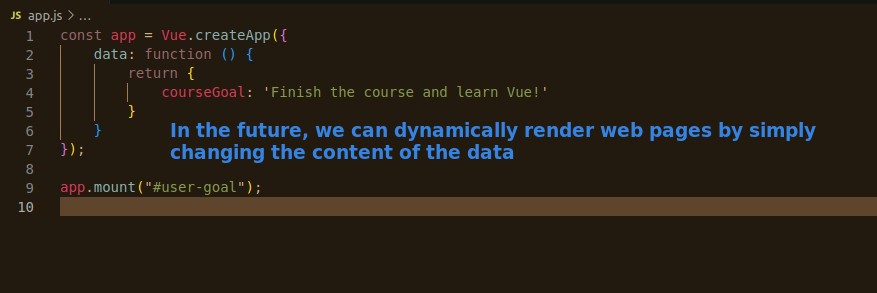 JS app.js > ...
1 const app = Vue.createApp({
2 data: function () {
3 return {
4 courseGoal: 'Finish the course and learn Vue!'
5 }
6 }
7 });
8
9 app.mount("#user-goal");
10
In the future, we can dynamically render web pages by simply
changing the content of the data